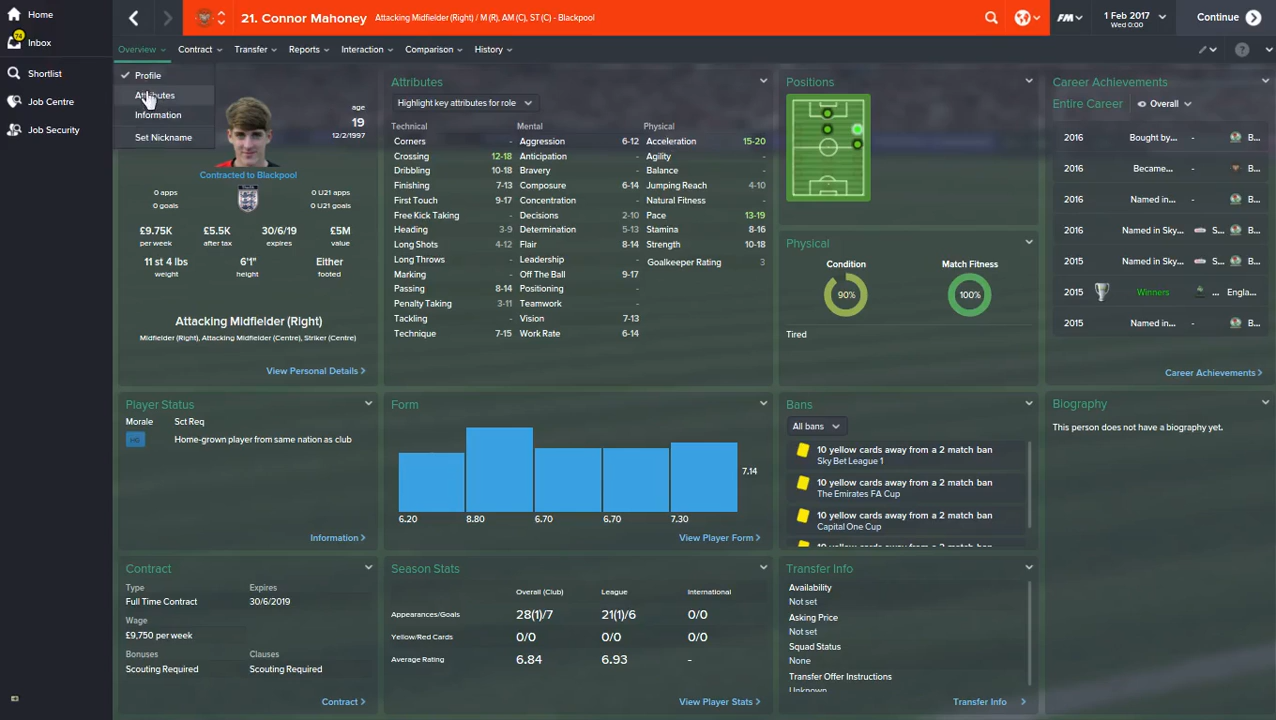 Home
74
Inbox
Shortlist
Job Centre
Job Security
21. Connor Mahoney
Attacking Midfielder (Right) / M (R), AM (C), ST (C) - Blackpool
FM
1 Feb 2017
Wed 0:00
Continue
Overview
Contract
Transfer
Reports
Interaction
Comparison
History
Profile
Attributes
Information
Set Nickname
age
19
12/2/1997
Contracted to Blackpool
0 apps
0 goals
0 U21 apps
0 U21 goals
£9.75K per week
£5.5K after tax
30/6/19 expires
£5M value
11 st 4 lbs weight
6'1" height
Either footed
Attacking Midfielder (Right)
Midfielder (Right), Attacking Midfielder (Centre), Striker (Centre)
View Personal Details
Attributes
Highlight key attributes for role
Technical
Corners -
Crossing 12-18
Dribbling 10-18
Finishing 7-13
First Touch 9-17
Free Kick Taking -
Heading 3-9
Long Shots 4-12
Long Throws -
Marking -
Passing 8-14
Penalty Taking 3-11
Tackling -
Technique 7-15
Mental
Aggression 6-12
Anticipation -
Bravery -
Composure 6-14
Concentration -
Decisions 2-10
Determination 5-13
Flair 8-14
Leadership -
Off The Ball 9-17
Positioning -
Teamwork -
Vision 7-13
Work Rate 6-14
Physical
Acceleration 15-20
Agility -
Balance -
Jumping Reach 4-10
Natural Fitness -
Pace 13-19
Stamina 8-16
Strength 10-18
Goalkeeper Rating 3
Positions
Physical
Condition
90%
Match Fitness
100%
Tired
Career Achievements
Entire Career
Overall
2016 Bought by... - B...
2016 Became... - B...
2016 Named in... - B...
2016 Named in Sky... S... B...
2015 Named in Sky... S... B...
2015 Winners ... Engla...
2015 Named in... - B...
Career Achievements
Player Status
Morale
Sct Req
HG
Home-grown player from same nation as club
Information
Form
6.20
8.80
6.70
6.70
7.30
7.14
View Player Form
Bans
All bans
10 yellow cards away from a 2 match ban
Sky Bet League 1
10 yellow cards away from a 2 match ban
The Emirates FA Cup
10 yellow cards away from a 2 match ban
Capital One Cup
10 yellow cards away from a 2 match ban
Biography
This person does not have a biography yet.
Contract
Type
Full Time Contract
Expires
30/6/2019
Wage
£9,750 per week
Bonuses
Scouting Required
Clauses
Scouting Required
Contract
Season Stats
Overall (Club) League International
Appearances/Goals 28(1)/7 21(1)/6 0/0
Yellow/Red Cards 0/0 0/0 0/0
Average Rating 6.84 6.93 -
View Player Stats
Transfer Info
Availability
Not set
Asking Price
Not set
Squad Status
None
Transfer Offer Instructions
Unknown
Transfer Info